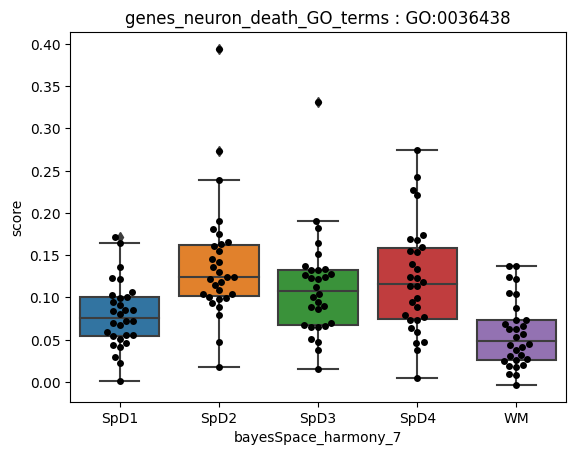 genes_neuron_death_GO_terms : GO:0036438
0.40
0.35
0.30
0.25
0.20
0.15
0.10
0.05
0.00
score
SpD1 SpD2 SpD3 SpD4 WM
bayesSpace_harmony_7